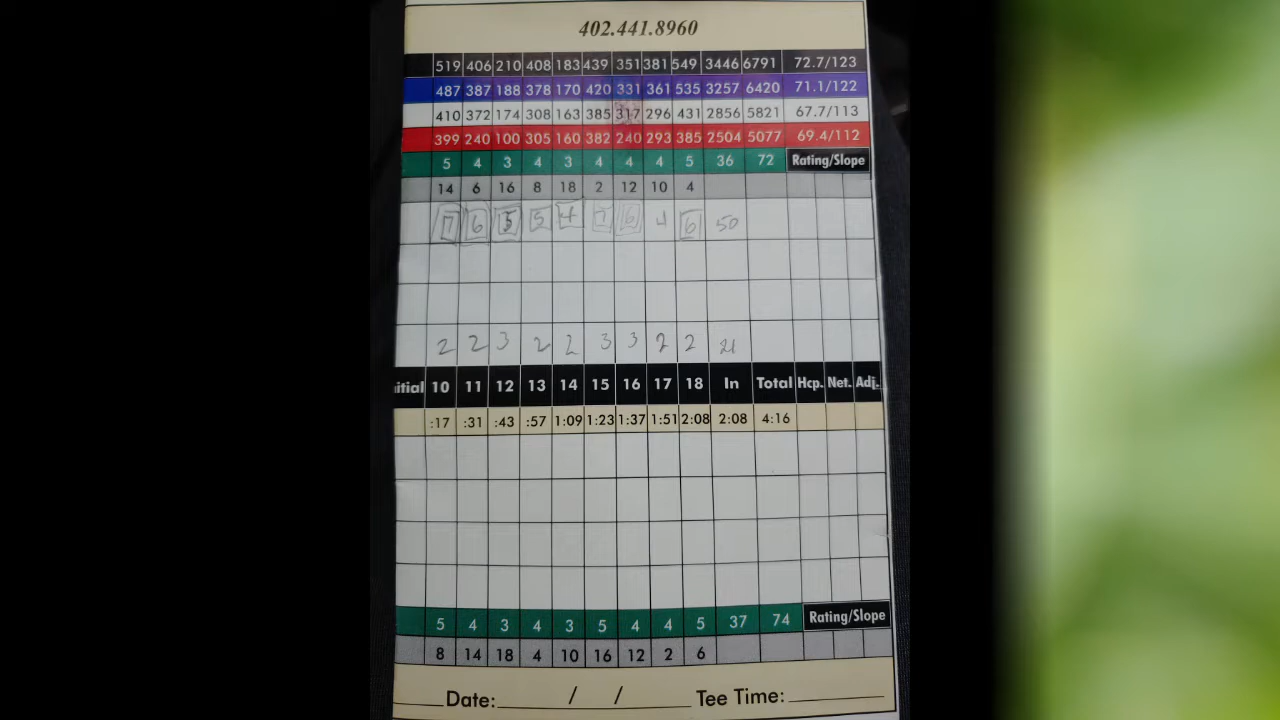 402.441.8960
519 406 210 408 183 439 351 381 549 3446 6791 72.7/123
487 387 188 378 170 420 331 361 535 3257 6420 71.1/122
410 372 174 308 163 385 317 296 431 2856 5821 67.7/113
399 240 100 305 160 382 240 293 385 2504 5077 69.4/112
5 4 3 4 3 4 4 4 5 36 72 Rating/Slope
14 6 16 8 18 2 12 10 4
7 6 5 5 4 7 6 4 6 50
2 2 3 2 2 3 3 2 2 21
itial 10 11 12 13 14 15 16 17 18 In Total Hcp. Net. Adj.
:17 :31 :43 :57 1:09 1:23 1:37 1:51 2:08 2:08 4:16
5 4 3 4 3 5 4 4 5 37 74 Rating/Slope
8 14 18 4 10 16 12 2 6
Date: / / Tee Time: